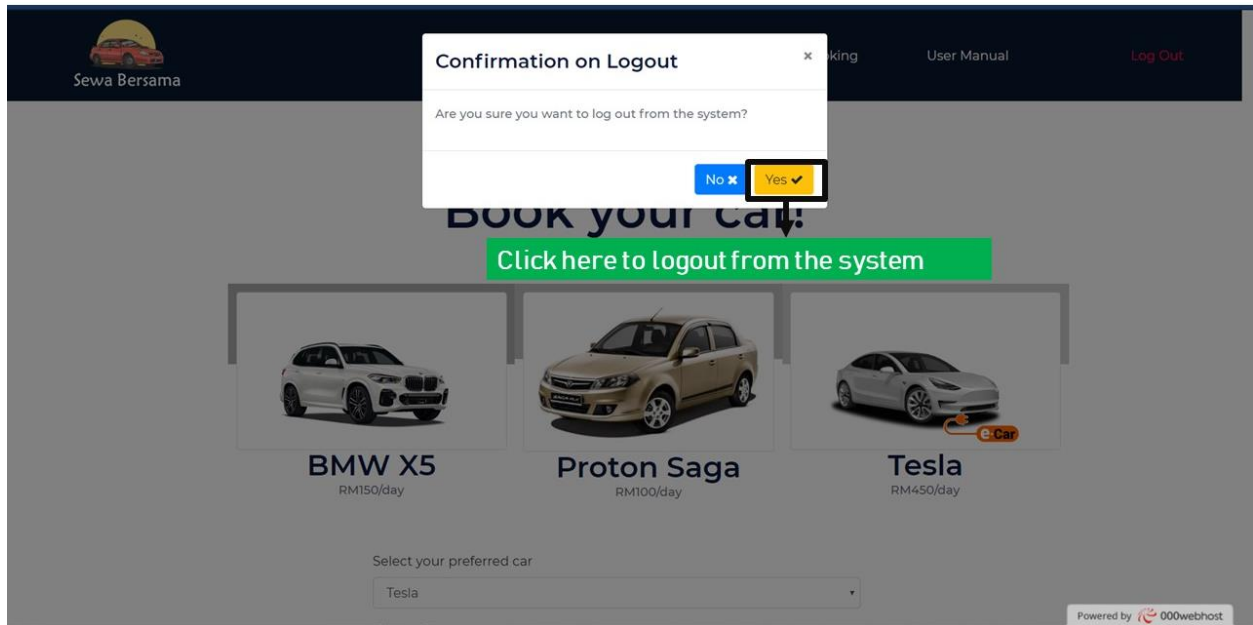 Sewa Bersama
Confirmation on Logout ×
king
User Manual
Log Out
Are you sure you want to log out from the system?
No ✖
Yes ✔
Book your car!
Click here to logout from the system
e-Car
BMW X5
RM150/day
Proton Saga
RM100/day
Tesla
RM450/day
Select your preferred car
Tesla
Powered by 000webhost